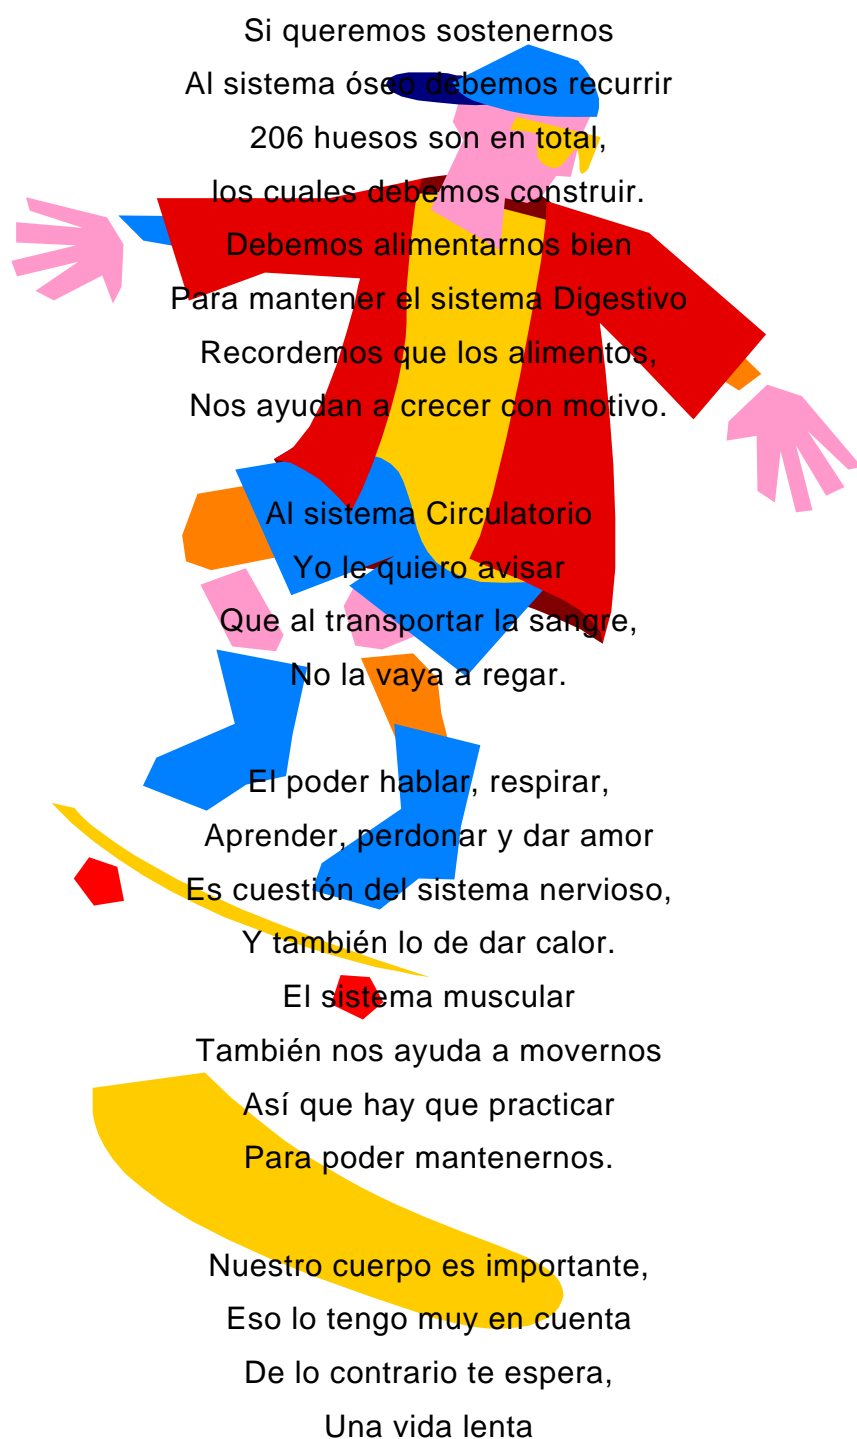 Si queremos sostenernos
Al sistema óseo debemos recurrir
206 huesos son en total,
los cuales debemos construir.
Debemos alimentarnos bien
Para mantener el sistema Digestivo
Recordemos que los alimentos,
Nos ayudan a crecer con motivo.
Al sistema Circulatorio
Yo le quiero avisar
Que al transportar la sangre,
No la vaya a regar.
El poder hablar, respirar,
Aprender, perdonar y dar amor
Es cuestión del sistema nervioso,
Y también lo de dar calor.
El sistema muscular
También nos ayuda a movernos
Así que hay que practicar
Para poder mantenernos.
Nuestro cuerpo es importante,
Eso lo tengo muy en cuenta
De lo contrario te espera,
Una vida lenta